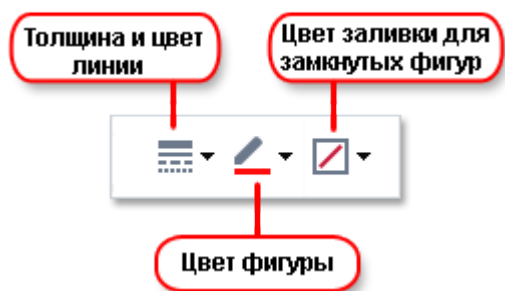 Толщина и цвет
линии
Цвет заливки для
замкнутых фигур
Цвет фигуры